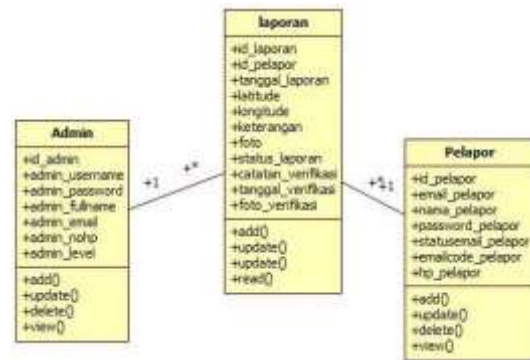 Admin
+id_admin
+admin_username
+admin_password
+admin_fullname
+admin_email
+admin_nohp
+admin_level
+add()
+update()
+delete()
+view()
+1
+*
laporan
+id_laporan
+id_pelapor
+tanggal_laporan
+latitude
+longitude
+keterangan
+foto
+status_laporan
+catatan_verifikasi
+tanggal_verifikasi
+foto_verifikasi
+add()
+update()
+update()
+read()
+*
+1
Pelapor
+id_pelapor
+email_pelapor
+nama_pelapor
+password_pelapor
+statusemail_pelapor
+emailcode_pelapor
+hp_pelapor
+add()
+update()
+delete()
+view()